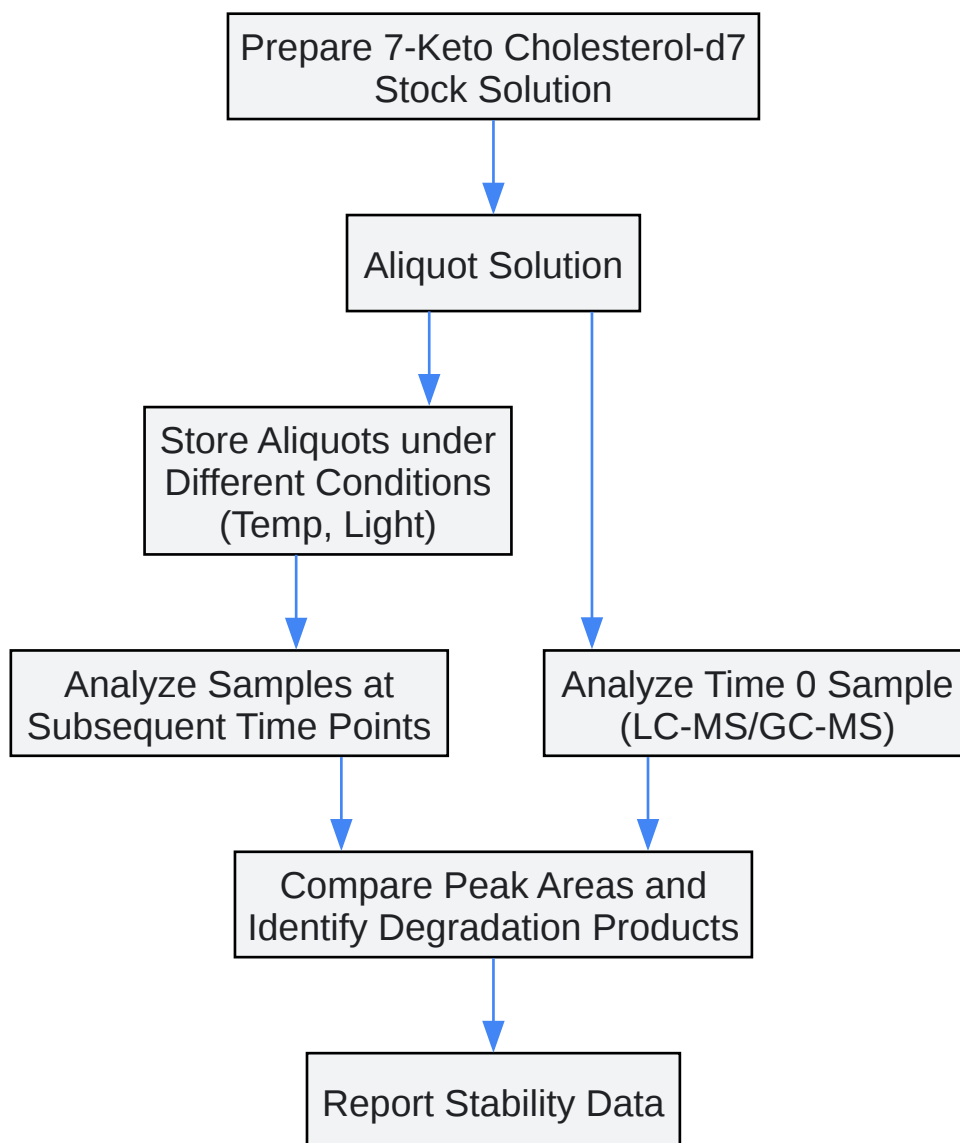 Prepare 7-Keto Cholesterol-d7
Stock Solution
Aliquot Solution
Store Aliquots under
Different Conditions
(Temp, Light)
Analyze Samples at
Subsequent Time Points
Analyze Time 0 Sample
(LC-MS/GC-MS)
Compare Peak Areas and
Identify Degradation Products
Report Stability Data